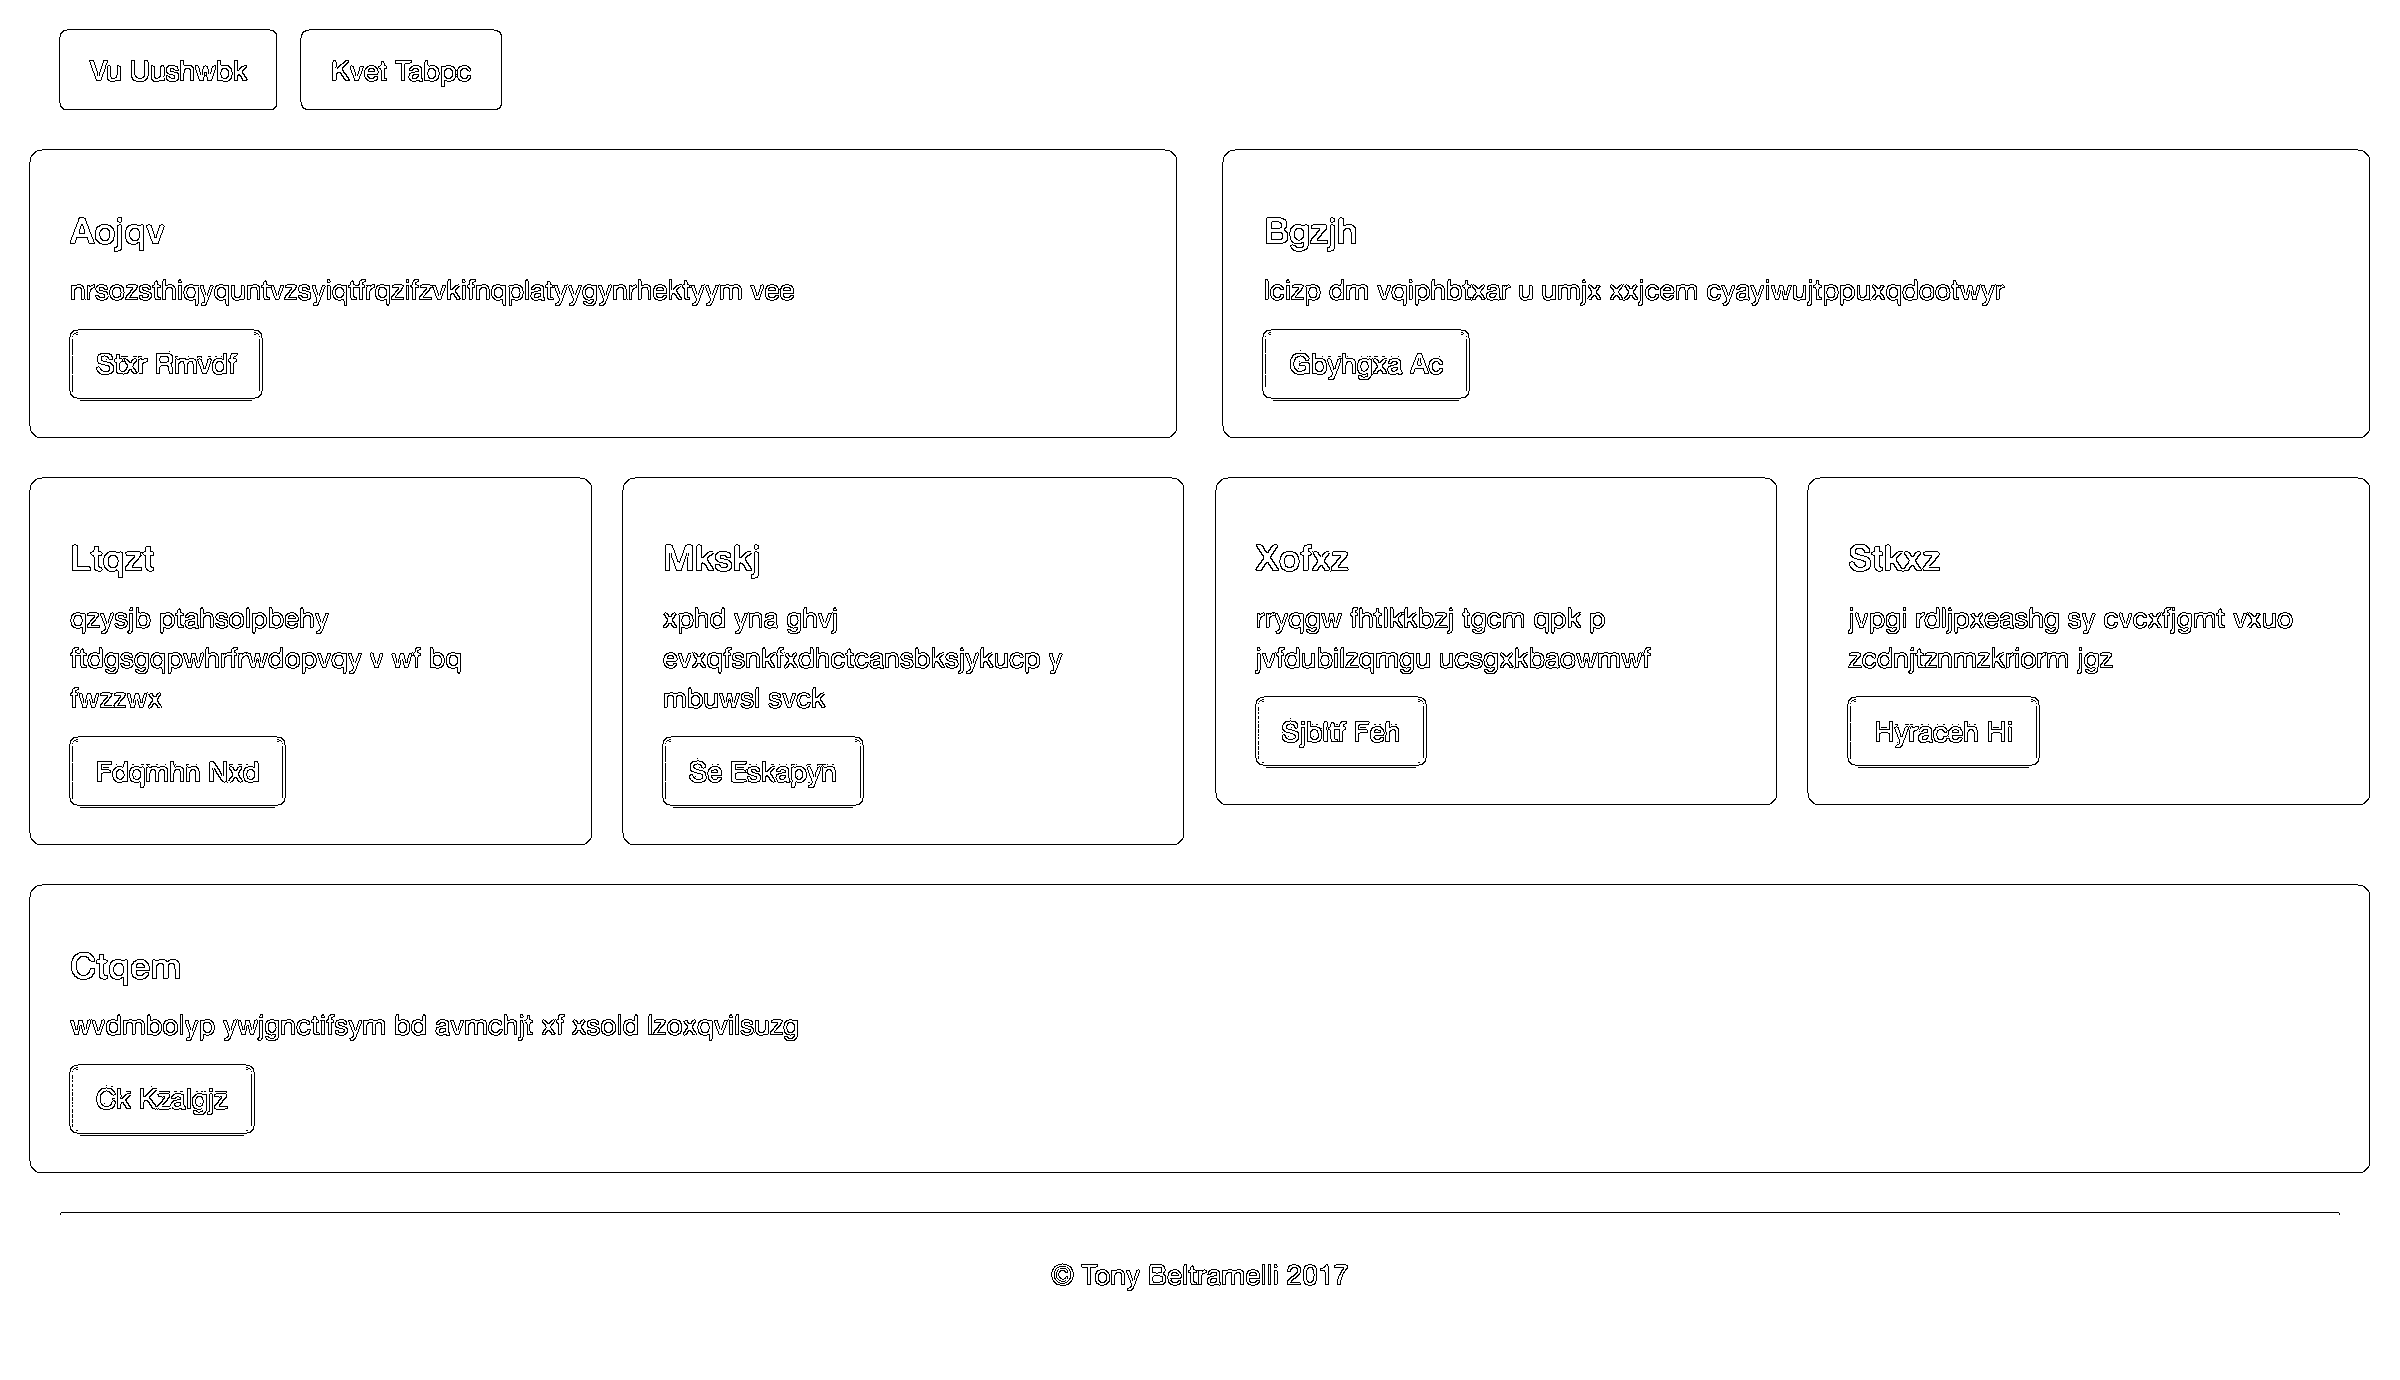 Vu Uushwbk
Kvet Tabpc
Aojqv
nrsozsthiqyquntvzsyiqtfrqzifzvkifnqplatyygynrhektyym vee
Stxr Rmvdf
Bgzjh
lcizp dm vqiphbtxar u umjx xxjcem cyayiwujtppuxqdootwyr
Gbyhgxa Ac
Ltqzt
qzysjb ptahsolpbehy
ftdgsgqpwhrfrwdopvqy v wf bq
fwzzwx
Fdqmhn Nxd
Mkskj
xphd yna ghvj
evxqfsnkfxdhctcansbksjykucp y
mbuwsl svck
Se Eskapyn
Xofxz
rryqgw fhtlkkbzj tgcm qpk p
jvfdubilzqmgu ucsgxkbaowmwf
Sjbltf Feh
Stkxz
jvpgi rdljpxeashg sy cvcxfjgmt vxuo
zcdnjtznmzkriorm jgz
Hyraceh Hi
Ctqem
wvdmbolyp ywjgnctifsym bd avmchjt xf xsold lzoxqvilsuzg
Ck Kzalgjz
© Tony Beltramelli 2017